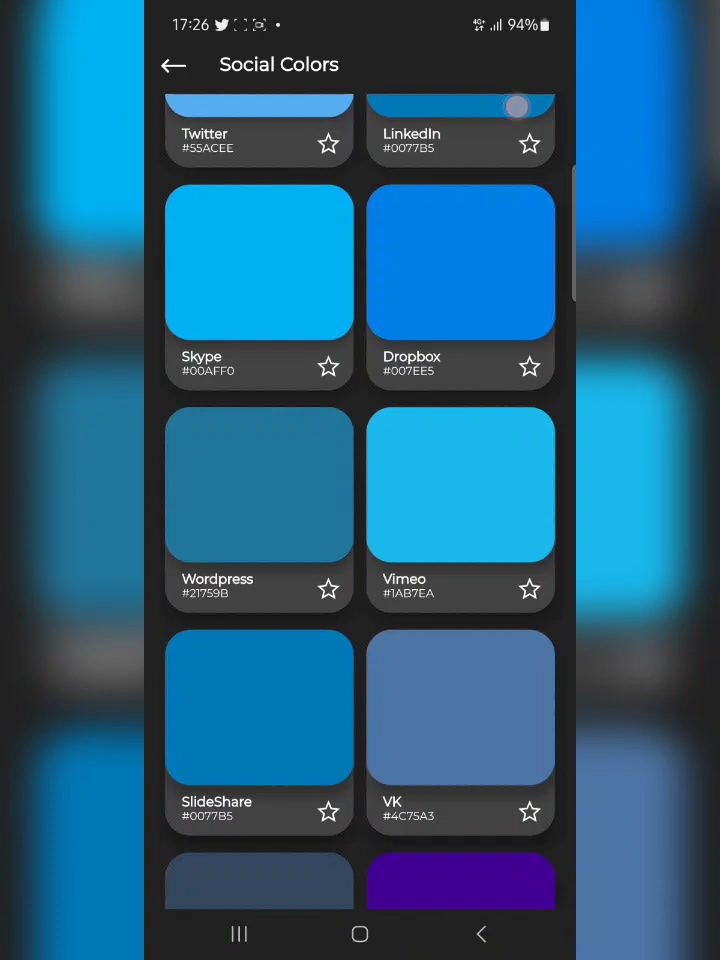 17:26
4G+
94%
Social Colors
Twitter
#55ACEE
LinkedIn
#0077B5
Skype
#00AFF0
Dropbox
#007EE5
Wordpress
#21759B
Vimeo
#1AB7EA
SlideShare
#0077B5
VK
#4C75A3